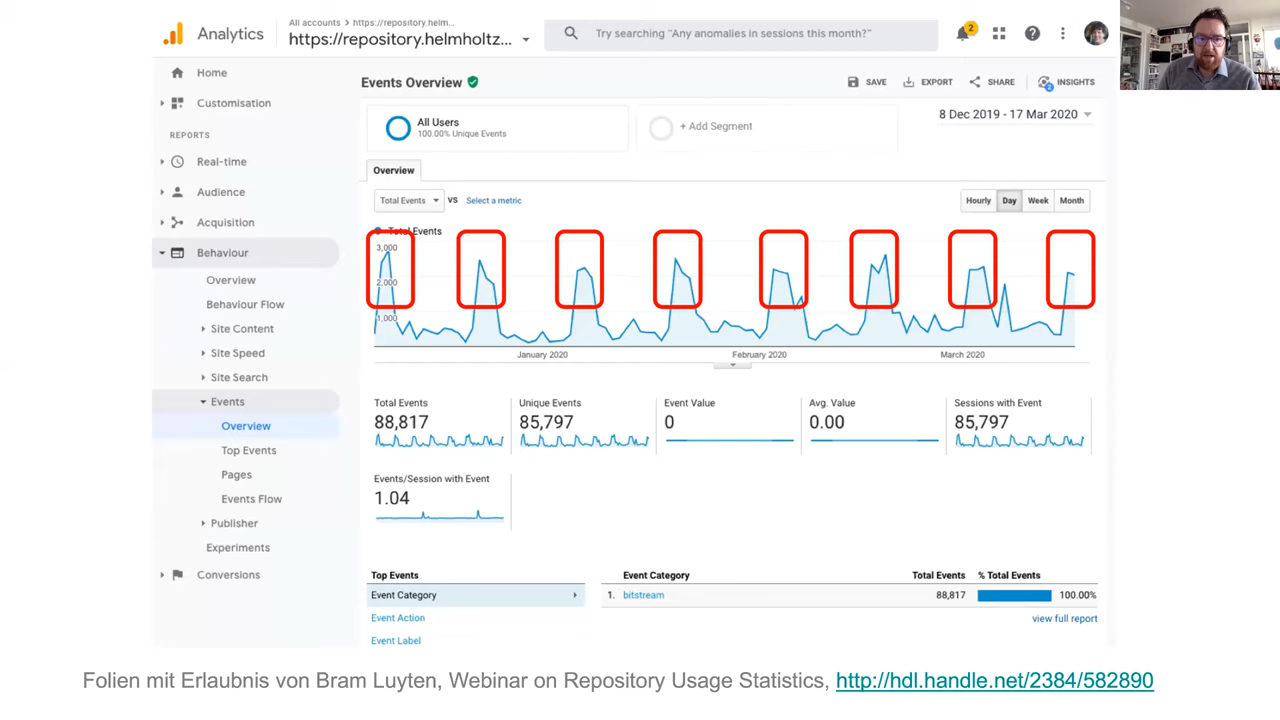 Analytics
All accounts > https://repository.helm...
https://repository.helmholtz...
Try searching "Any anomalies in sessions this month?"
2
Home
Customisation
REPORTS
Real-time
Audience
Acquisition
Behaviour
Overview
Behaviour Flow
Site Content
Site Speed
Site Search
Events
Overview
Top Events
Pages
Events Flow
Publisher
Experiments
Conversions
Events Overview
SAVE
EXPORT
SHARE
2
INSIGHTS
All Users
100.00% Unique Events
+ Add Segment
8 Dec 2019 - 17 Mar 2020
Overview
Total Events
VS
Select a metric
Hourly
Day
Week
Month
Total Events
3,000
2,000
1,000
January 2020
February 2020
March 2020
Total Events
88,817
Unique Events
85,797
Event Value
0
Avg. Value
0.00
Sessions with Event
85,797
Events/Session with Event
1.04
Top Events
Event Category
Event Action
Event Label
Event Category
Total Events
% Total Events
1. bitstream
88,817
100.00%
view full report
Folien mit Erlaubnis von Bram Luyten, Webinar on Repository Usage Statistics, http://hdl.handle.net/2384/582890